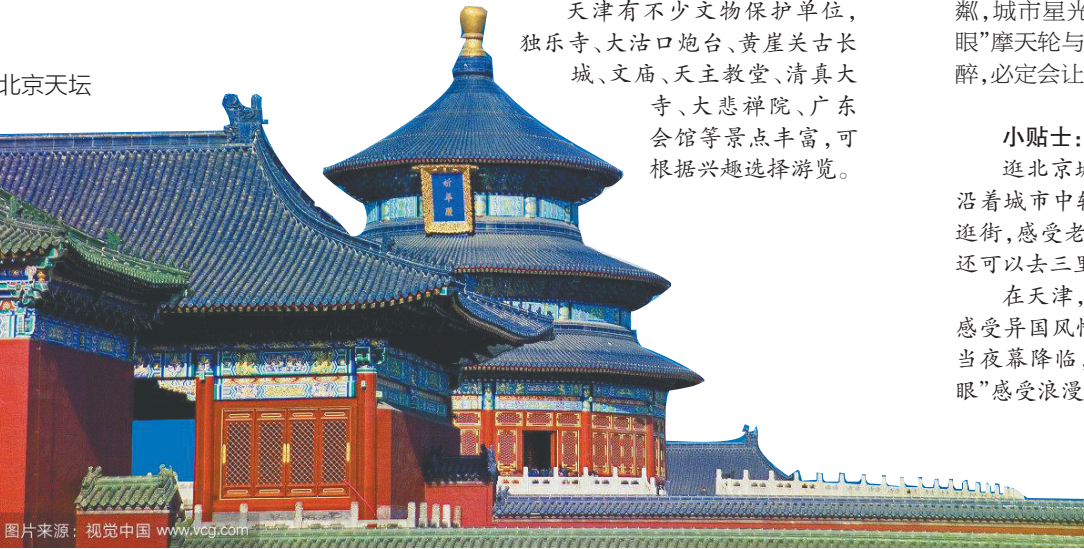 北京天坛
天津有不少文物保护单位，
独乐寺、大沽口炮台、黄崖关古长
城、文庙、天主教堂、清真大
寺、大悲禅院、广东
会馆等景点丰富，可
根据兴趣选择游览。
粼，城市星光
眼”摩天轮与
醉，必定会让
小贴士：
逛北京城
沿着城市中轴
逛街，感受老
还可以去三里
在天津，
感受异国风情
当夜幕降临，
眼”感受浪漫
祈年殿
图片来源：视觉中国 www.vcg.com